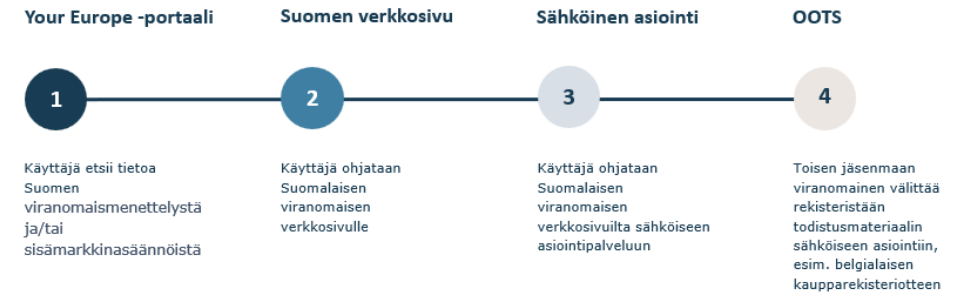 Your Europe -portaali
Suomen verkkosivu
Sähköinen asiointi
OOTS
1
2
3
4
Käyttäjä etsii tietoa
Suomen
viranomaismenettelystä
ja/tai
sisämarkkinasäännöistä
Käyttäjä ohjataan
Suomalaisen
viranomaisen
verkkosivulle
Käyttäjä ohjataan
Suomalaisen
viranomaisen
verkkosivuilta sähköiseen
asiointipalveluun
Toisen jäsenmaan
viranomainen välittää
rekisteristään
todistusmateriaalin
sähköiseen asiointiin,
esim. belgialaisen
kaupparekisteriotteen